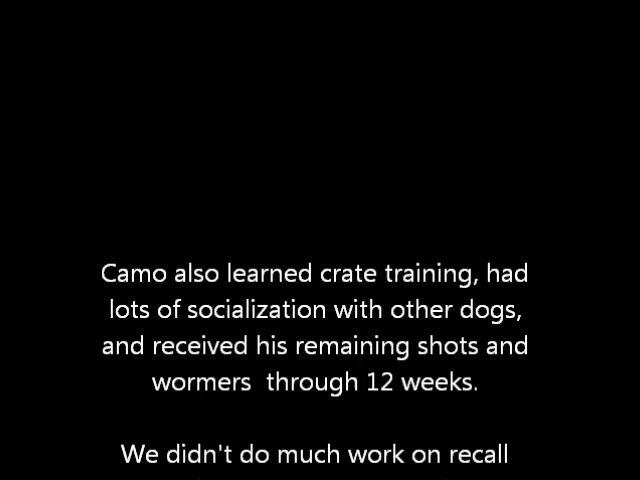 Camo also learned crate training, had
lots of socialization with other dogs,
and received his remaining shots and
wormers  through 12 weeks.
We didn't do much work on recall